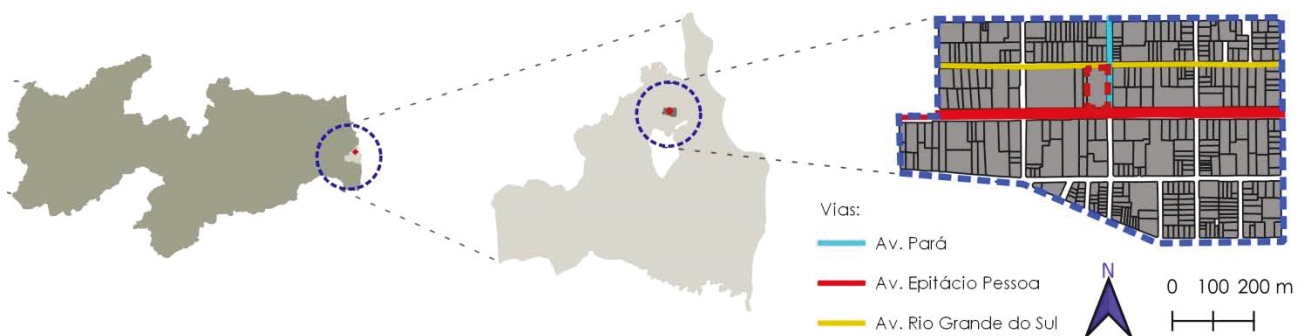 Vias:
Av. Pará
Av. Epitácio Pessoa
Av. Rio Grande do Sul
N
0 100 200 m